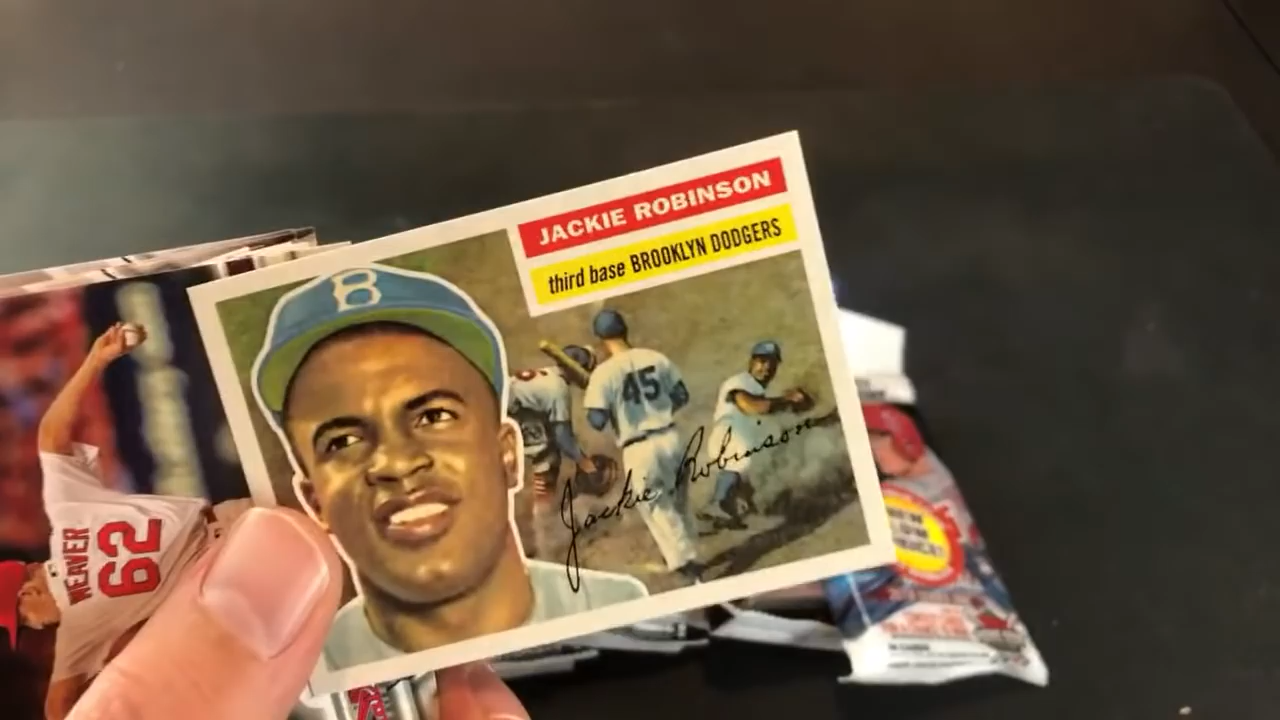 JACKIE ROBINSON
third base BROOKLYN DODGERS
B
45
Jackie Robinson
WEAVER
62